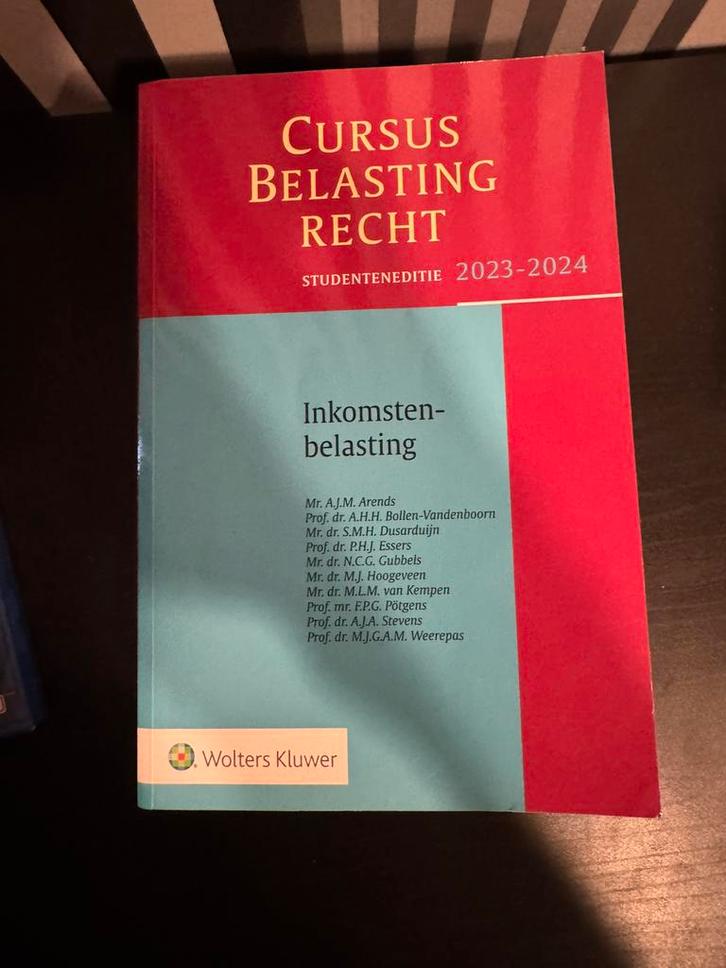 CURSUS
BELASTING
RECHT
STUDENTENEDITIE 2023-2024
Inkomsten-
belasting
Mr. A.J.M. Arends
Prof. dr. A.H.H. Bollen-Vandenboorn
Mr. dr. S.M.H. Dusarduijn
Prof. dr. P.H.J. Essers
Mr. dr. N.C.G. Gubbels
Mr. dr. M.J. Hoogeveen
Mr. dr. M.L.M. van Kempen
Prof. mr. F.P.G. Pötgens
Prof. dr. A.J.A. Stevens
Prof. dr. M.J.G.A.M. Weerepas
Wolters Kluwer